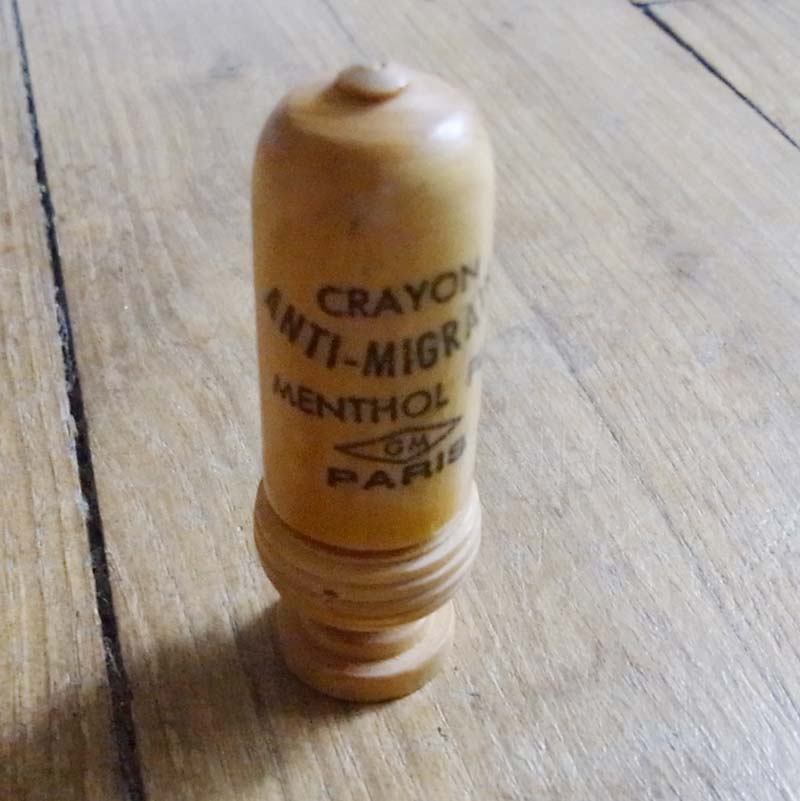 CRAYON
ANTI-MIGRA
MENTHOL P
GM
PARIS